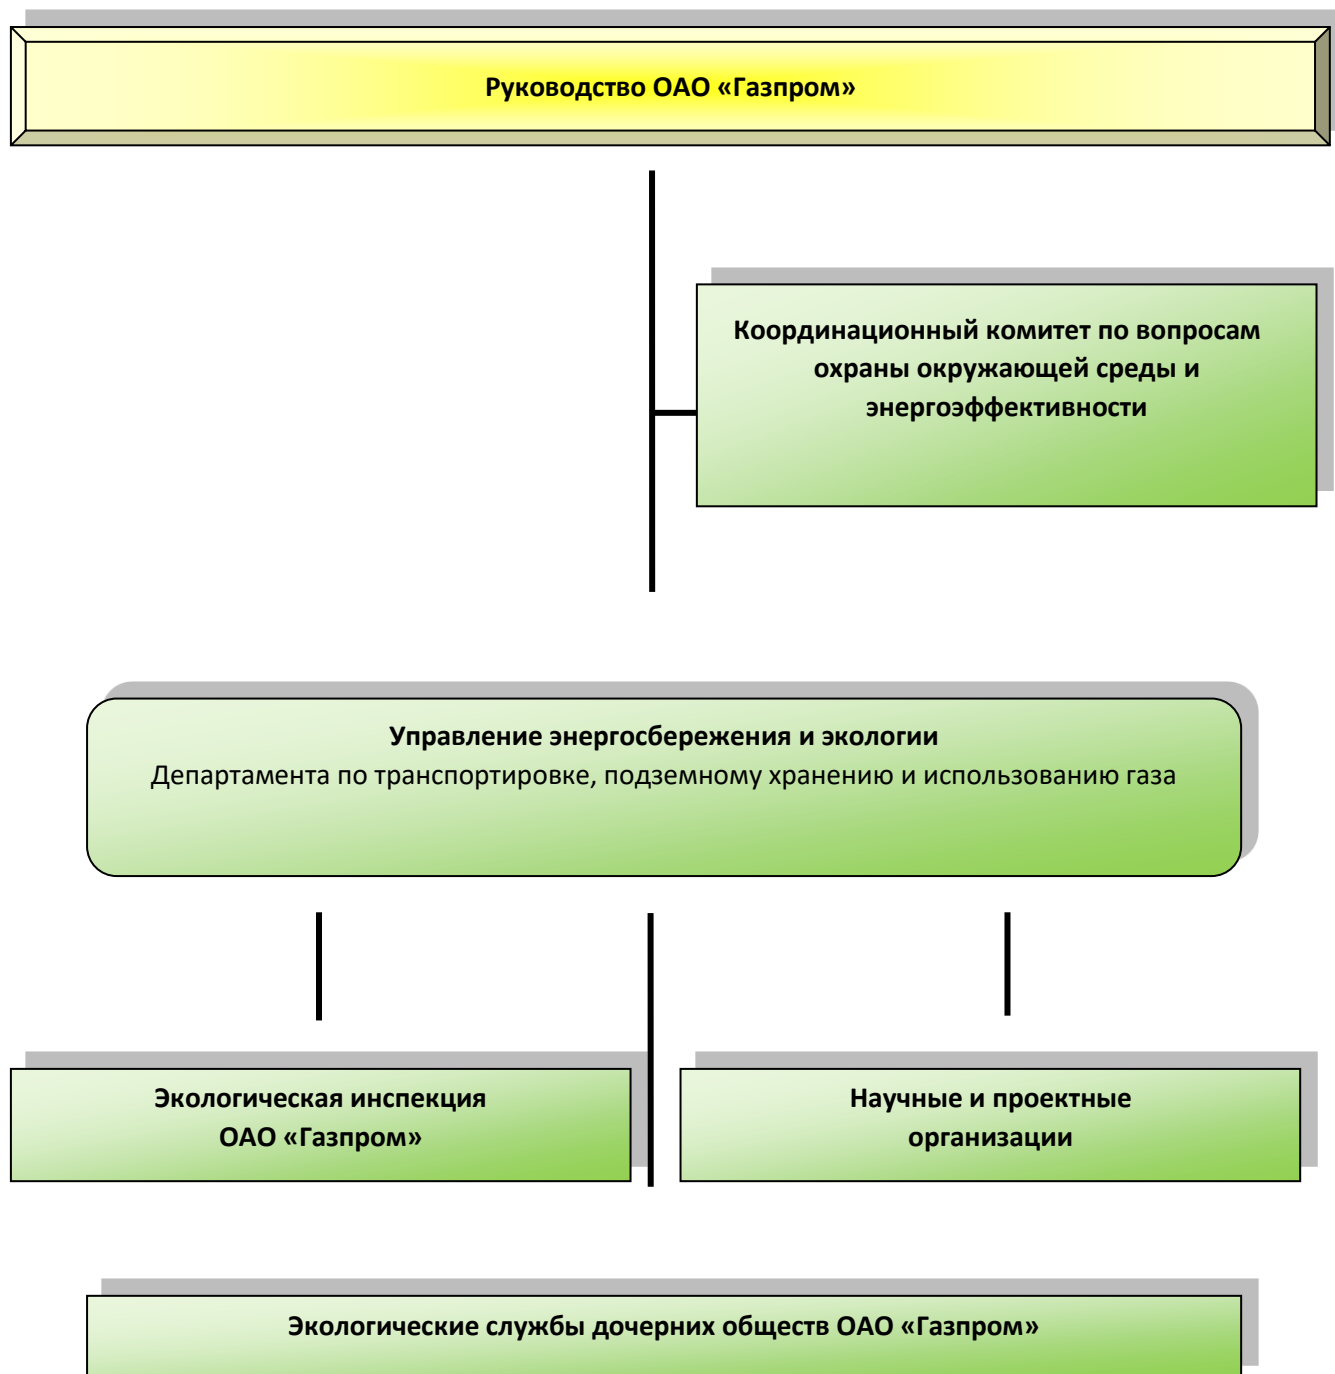 Руководство ОАО «Газпром»
Координационный комитет по вопросам
охраны окружающей среды и
энергоэффективности
Управление энергосбережения и экологии
Департамента по транспортировке, подземному хранению и использованию газа
Экологическая инспекция
ОАО «Газпром»
Научные и проектные
организации
Экологические службы дочерних обществ ОАО «Газпром»